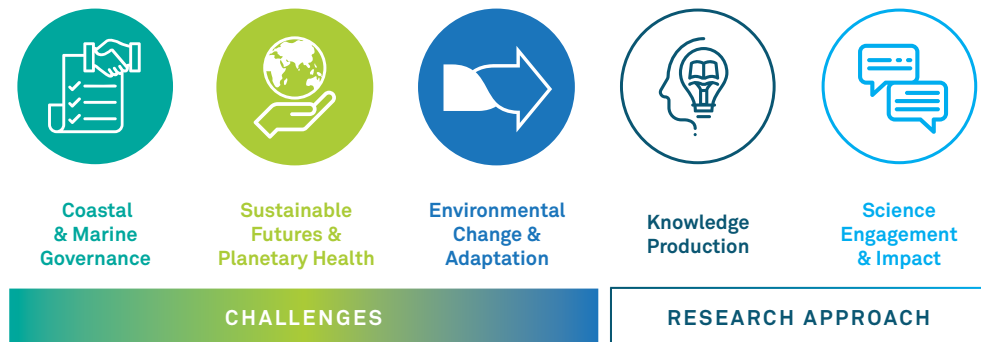 Coastal
& Marine
Governance
Sustainable
Futures &
Planetary Health
Environmental
Change &
Adaptation
Knowledge
Production
Science
Engagement
& Impact
CHALLENGES
RESEARCH APPROACH